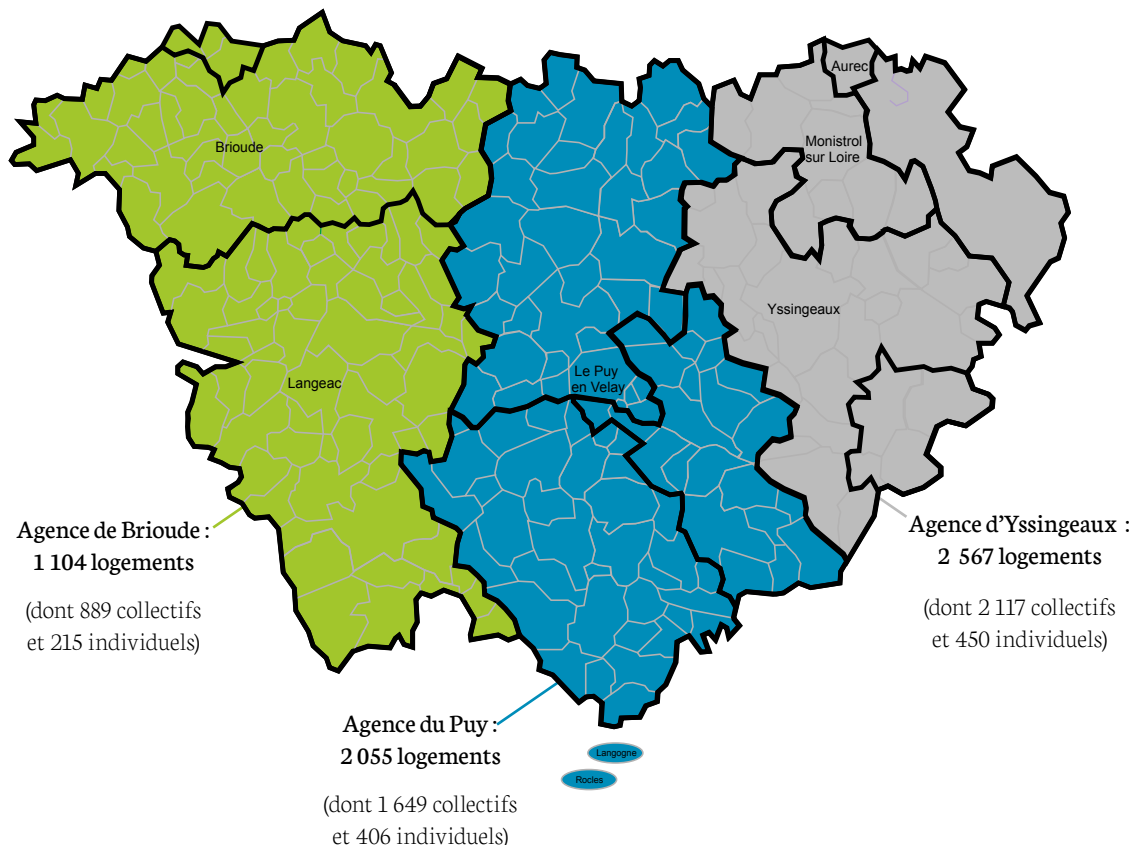 Aurec
Brioude
Monistrol
sur Loire
Yssingeaux
Le Puy
en Velay
Langeac
Agence de Brioude :
1 104 logements
(dont 889 collectifs
et 215 individuels)
Agence d'Yssingeaux :
2 567 logements
(dont 2 117 collectifs
et 450 individuels)
Agence du Puy :
2 055 logements
(dont 1 649 collectifs
et 406 individuels)
Langogne
Rocles